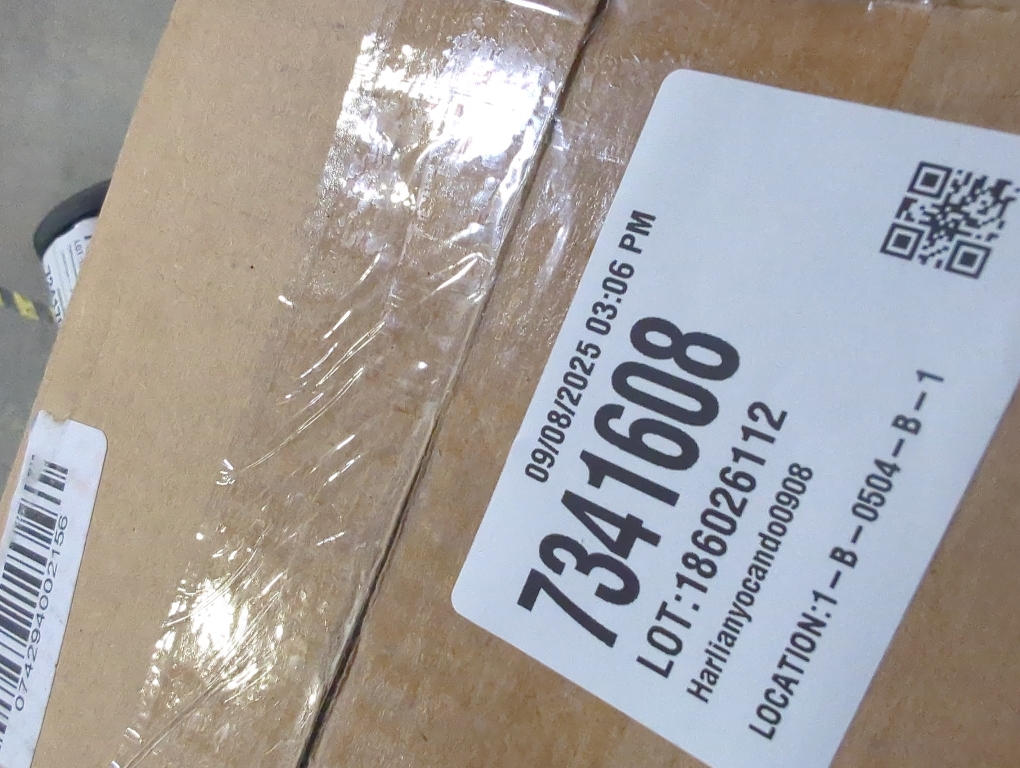 09/08/2025 03:06 PM
7341608
LOT:186026112
Harlianyocando0908
LOCATION:1-B-0504-B-1
074294002156